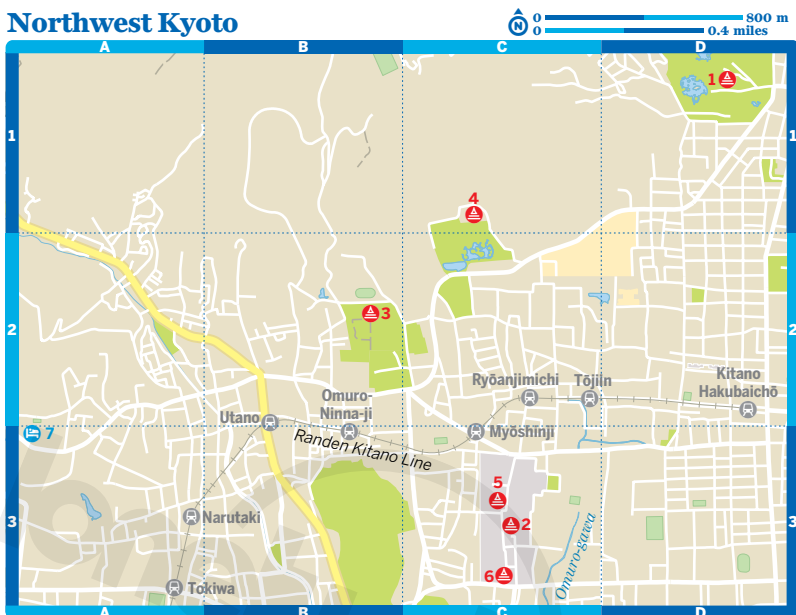 Northwest Kyoto
N
0 800 m
0 0.4 miles
A B C D
1 1
1
4
2 2
3
Ryōanjimichi Tōjiin Kitano
Hakubaichō
Omuro-
Ninna-ji
Utano
Myōshinji
7
Randen Kitano Line
3 3
5
2
Narutaki
Omuro-gawa
6
Tokiwa
A B C D